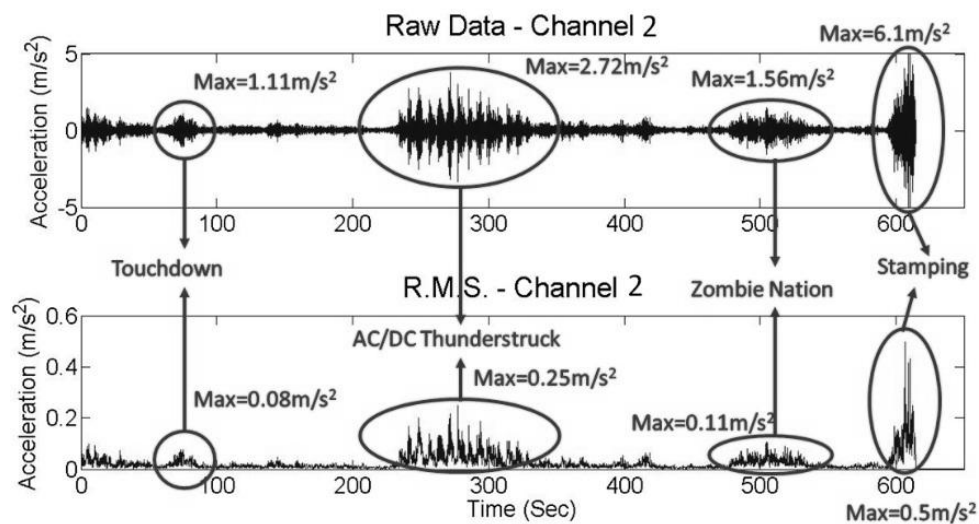 Raw Data - Channel 2
Max=6.1m/s²
Acceleration (m/s²)
5
0
-5
Max=1.11m/s²
Max=2.72m/s²
Max=1.56m/s²
0 100 200 300 400 500 600
Touchdown
AC/DC Thunderstruck
Zombie Nation
Stamping
R.M.S. - Channel 2
Acceleration (m/s²)
0.6
0.4
0.2
0
Max=0.08m/s²
Max=0.25m/s²
Max=0.11m/s²
0 100 200 300 400 500 600
Time (Sec)
Max=0.5m/s²